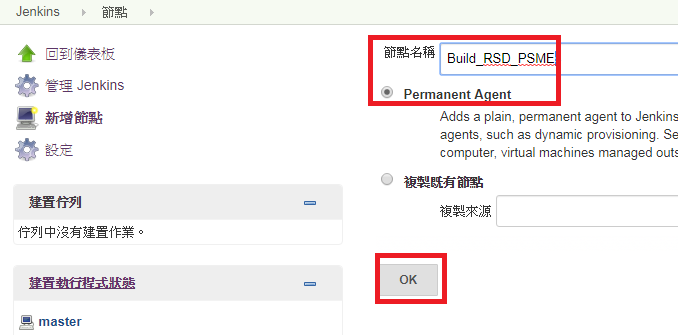 Jenkins
節點
回到儀表板
管理 Jenkins
新增節點
設定
建置佇列
佇列中沒有建置作業。
建置執行程式狀態
master
節點名稱
Build_RSD_PSME
Permanent Agent
Adds a plain, permanent agent to Jenkins
agents, such as dynamic provisioning. Se
computer, virtual machines managed outs
複製既有節點
複製來源
OK